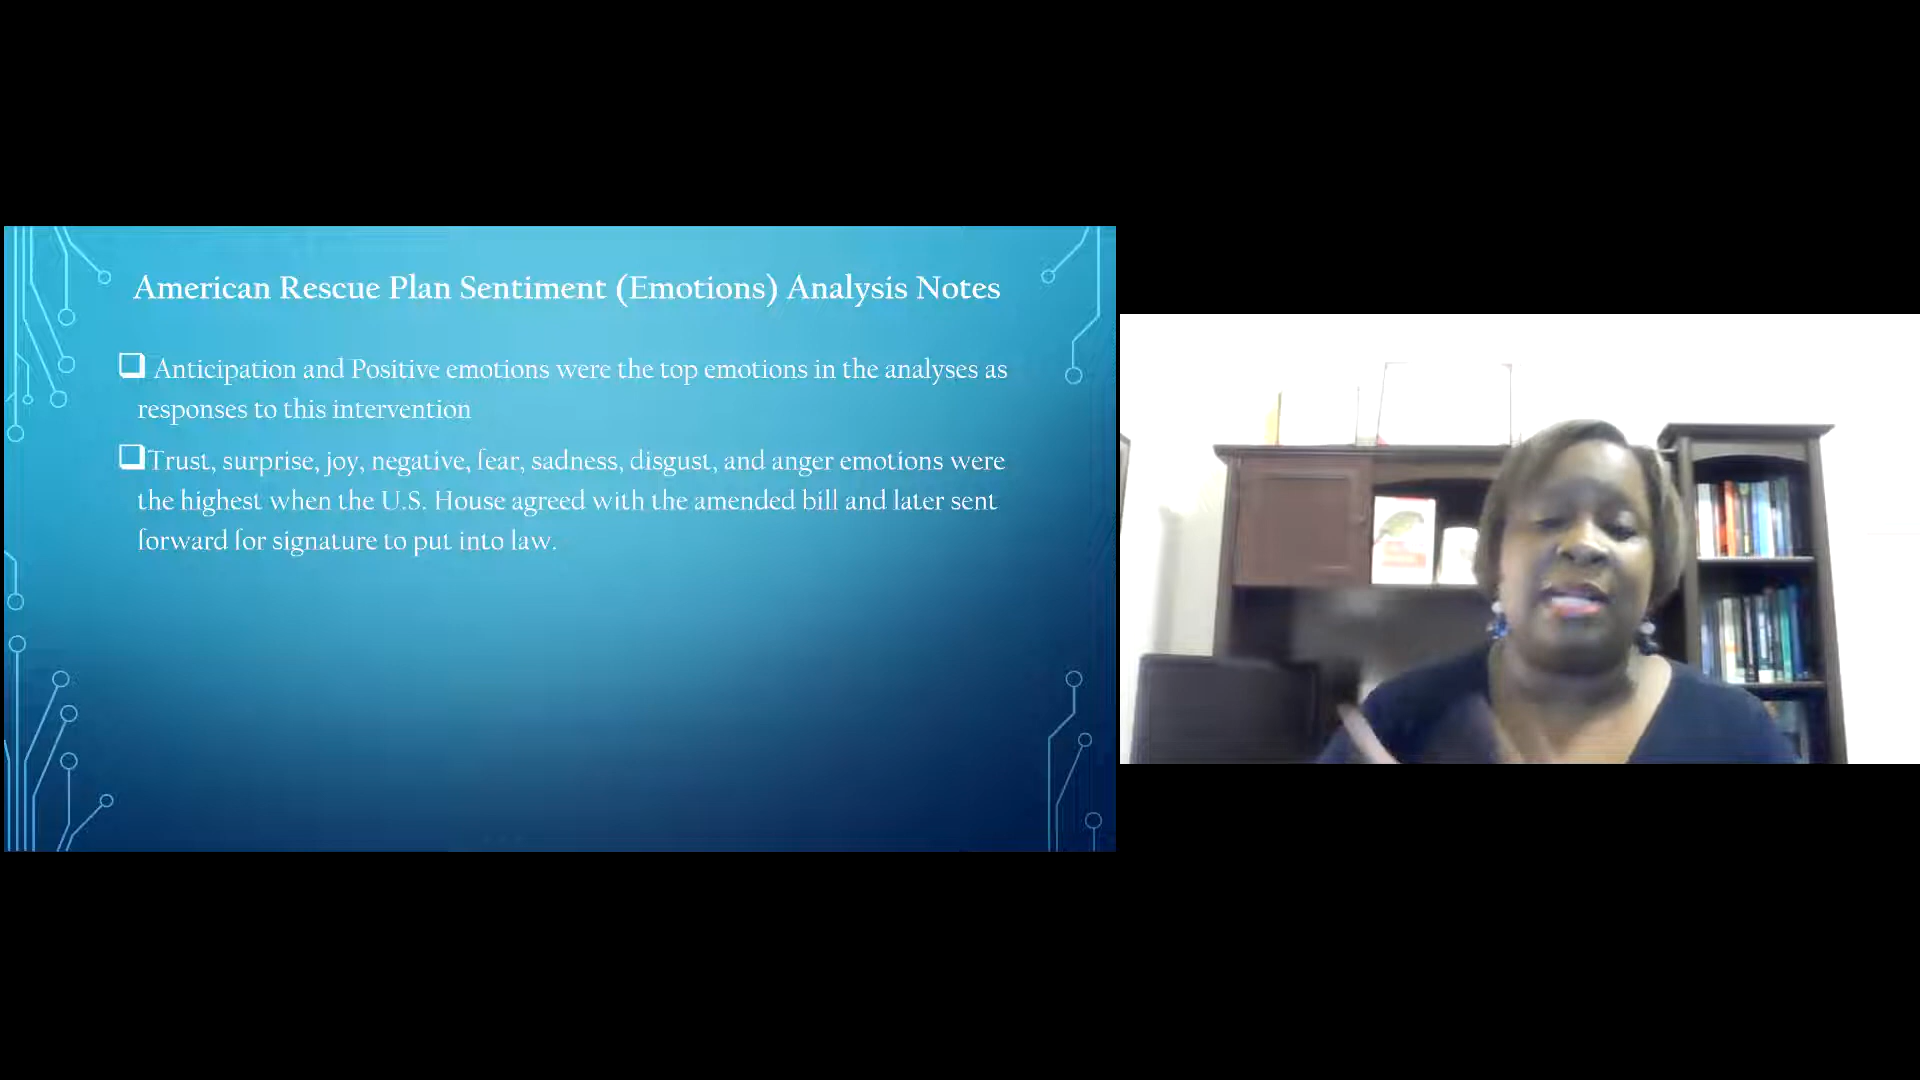 American Rescue Plan Sentiment (Emotions) Analysis Notes
Anticipation and Positive emotions were the top emotions in the analyses as
responses to this intervention
Trust, surprise, joy, negative, fear, sadness, disgust, and anger emotions were
the highest when the U.S. House agreed with the amended bill and later sent
forward for signature to put into law.